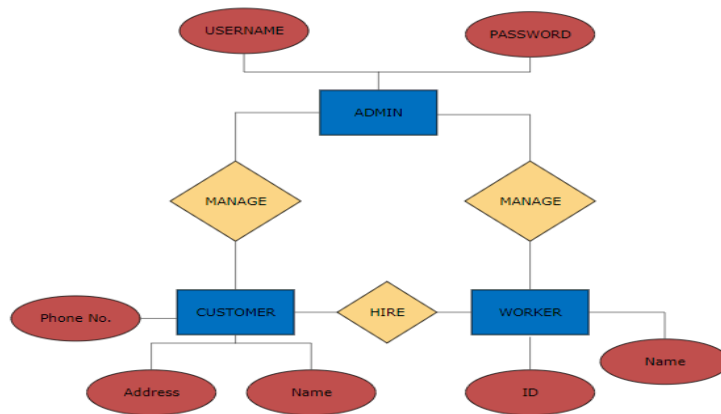 USERNAME
PASSWORD
ADMIN
MANAGE
MANAGE
Phone No.
CUSTOMER
HIRE
WORKER
Name
Address
Name
ID